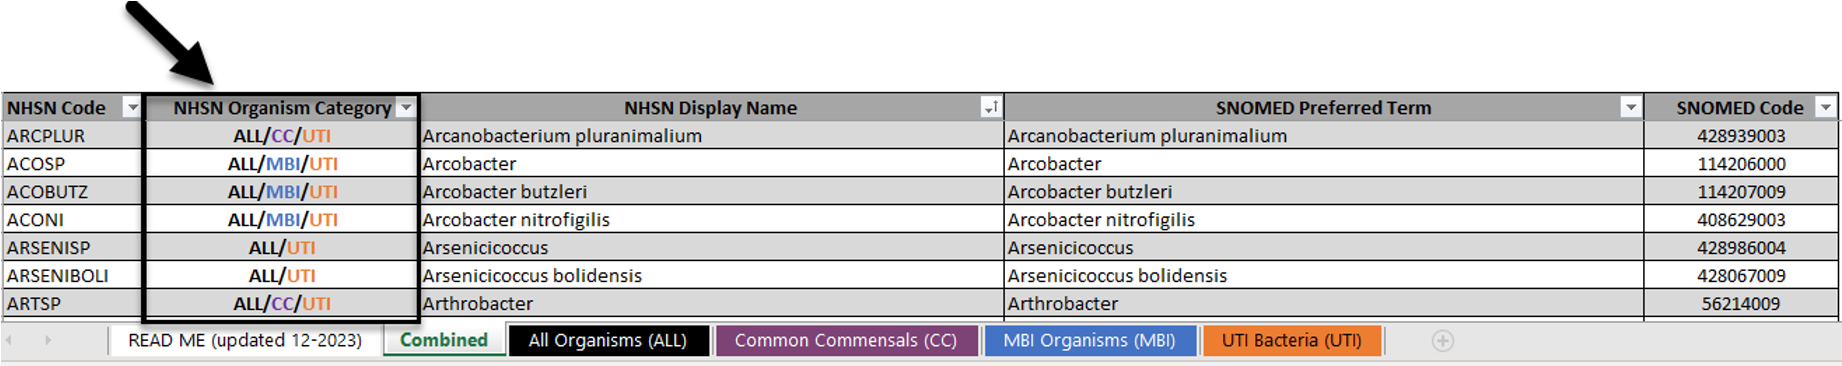 NHSN Code NHSN Organism Category NHSN Display Name SNOMED Preferred Term SNOMED Code
ARCPLUR ALL/CC/UTI Arcanobacterium pluranimalium Arcanobacterium pluranimalium 428939003
ACOSP ALL/MBI/UTI Arcobacter Arcobacter 114206000
ACOBUTZ ALL/MBI/UTI Arcobacter butzleri Arcobacter butzleri 114207009
ACONI ALL/MBI/UTI Arcobacter nitrofigilis Arcobacter nitrofigilis 408629003
ARSENISP ALL/UTI Arsenicicoccus Arsenicicoccus 428986004
ARSENIBOLI ALL/UTI Arsenicicoccus bolidensis Arsenicicoccus bolidensis 428067009
ARTSP ALL/CC/UTI Arthrobacter Arthrobacter 56214009
READ ME (updated 12-2023) Combined All Organisms (ALL) Common Commensals (CC) MBI Organisms (MBI) UTI Bacteria (UTI)